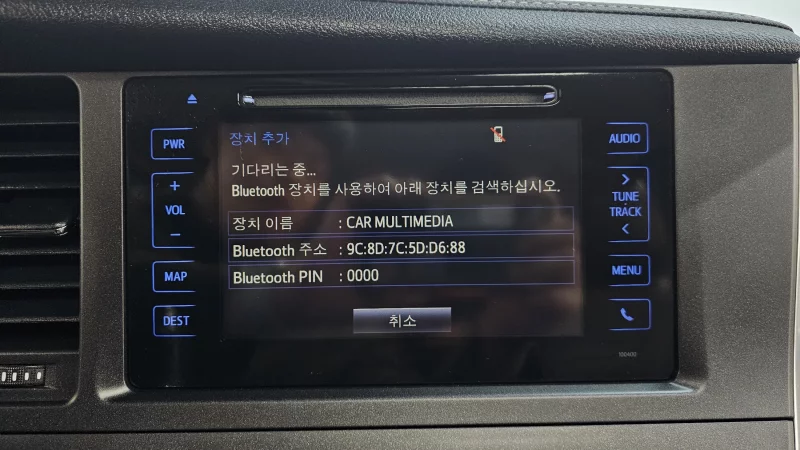 장치 추가
기다리는 중...
Bluetooth 장치를 사용하여 아래 장치를 검색하십시오.
장치 이름 : CAR MULTIMEDIA
Bluetooth 주소 : 9C:8D:7C:5D:D6:88
Bluetooth PIN : 0000
취소
PWR
+
VOL
−
MAP
DEST
AUDIO
>
TUNE
TRACK
<
MENU
100400